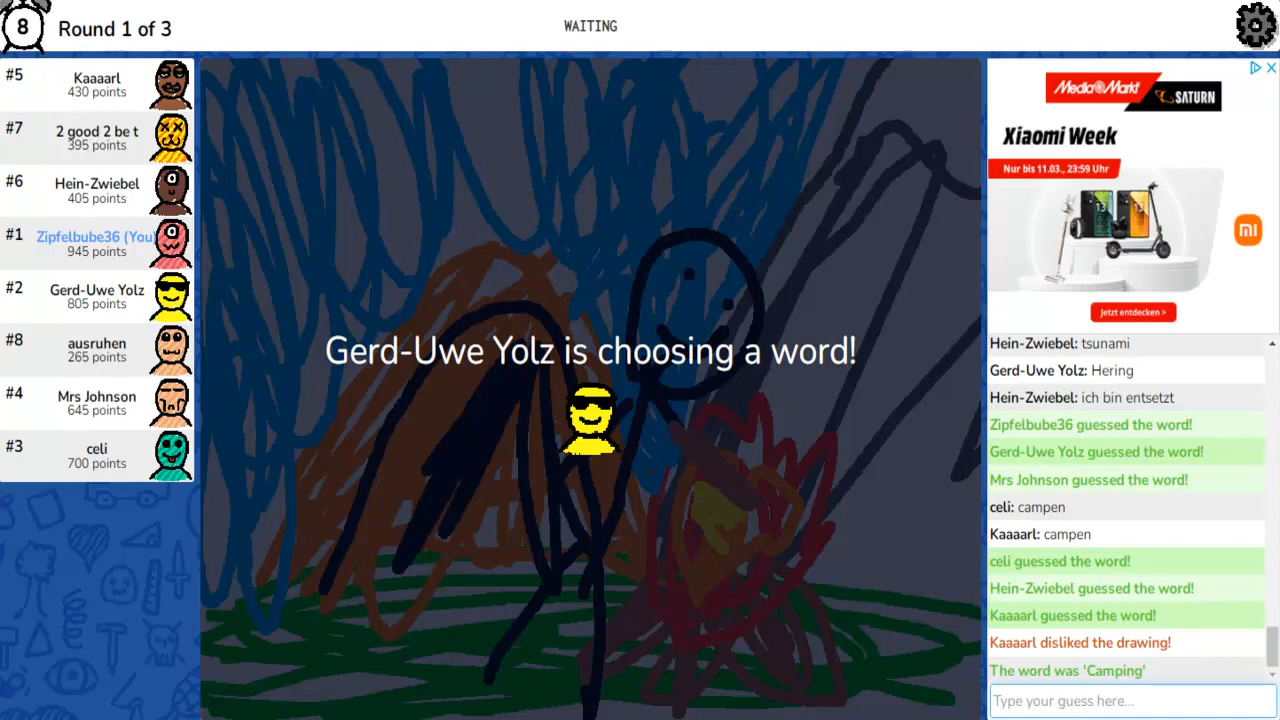 8
Round 1 of 3
WAITING
#5
Kaaaarl
430 points
#7
2 good 2 be t
395 points
#6
Hein-Zwiebel
405 points
#1
Zipfelbube36 (You)
945 points
#2
Gerd-Uwe Yolz
805 points
#8
ausruhen
265 points
#4
Mrs Johnson
645 points
#3
celi
700 points
Gerd-Uwe Yolz is choosing a word!
MediaMarkt
SATURN
Xiaomi Week
Nur bis 11.03., 23:59 Uhr
Jetzt entdecken >
Hein-Zwiebel: tsunami
Gerd-Uwe Yolz: Hering
Hein-Zwiebel: ich bin entsetzt
Zipfelbube36 guessed the word!
Gerd-Uwe Yolz guessed the word!
Mrs Johnson guessed the word!
celi: campen
Kaaaarl: campen
celi guessed the word!
Hein-Zwiebel guessed the word!
Kaaaarl guessed the word!
Kaaaarl disliked the drawing!
The word was 'Camping'
Type your guess here...